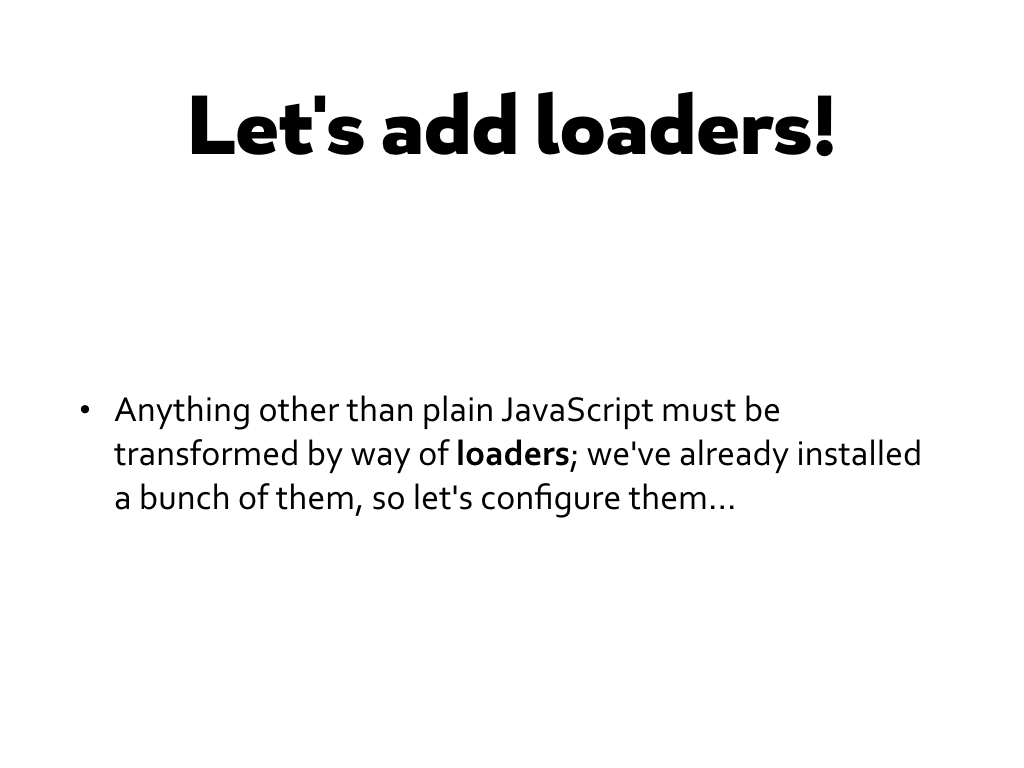 Let's add loaders!
• Anything other than plain JavaScript must be
transformed by way of loaders; we've already installed
a bunch of them, so let's configure them...